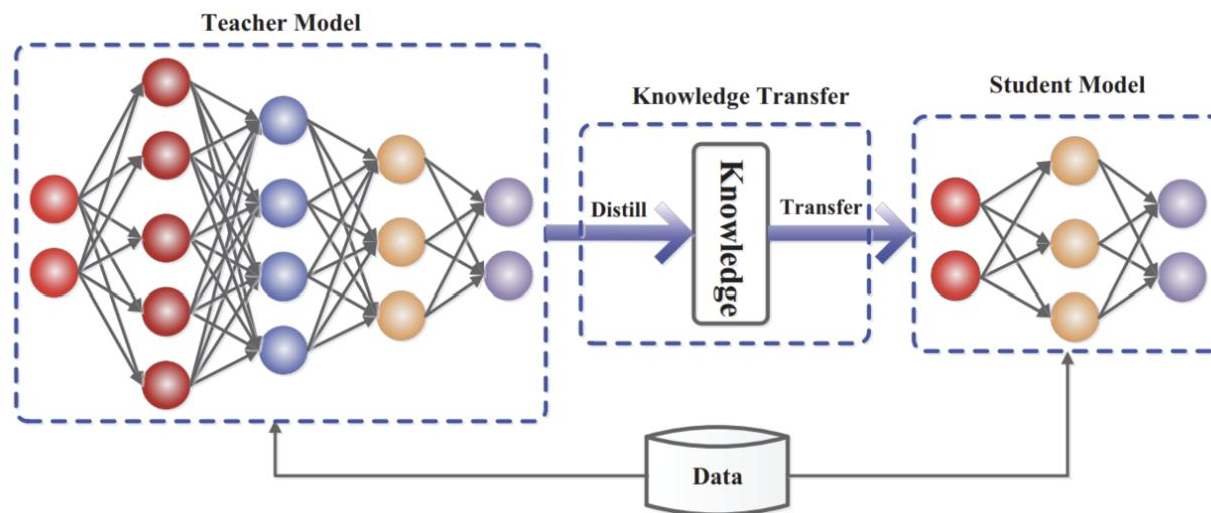 Teacher Model
Knowledge Transfer
Student Model
Distill
Knowledge
Transfer
Data